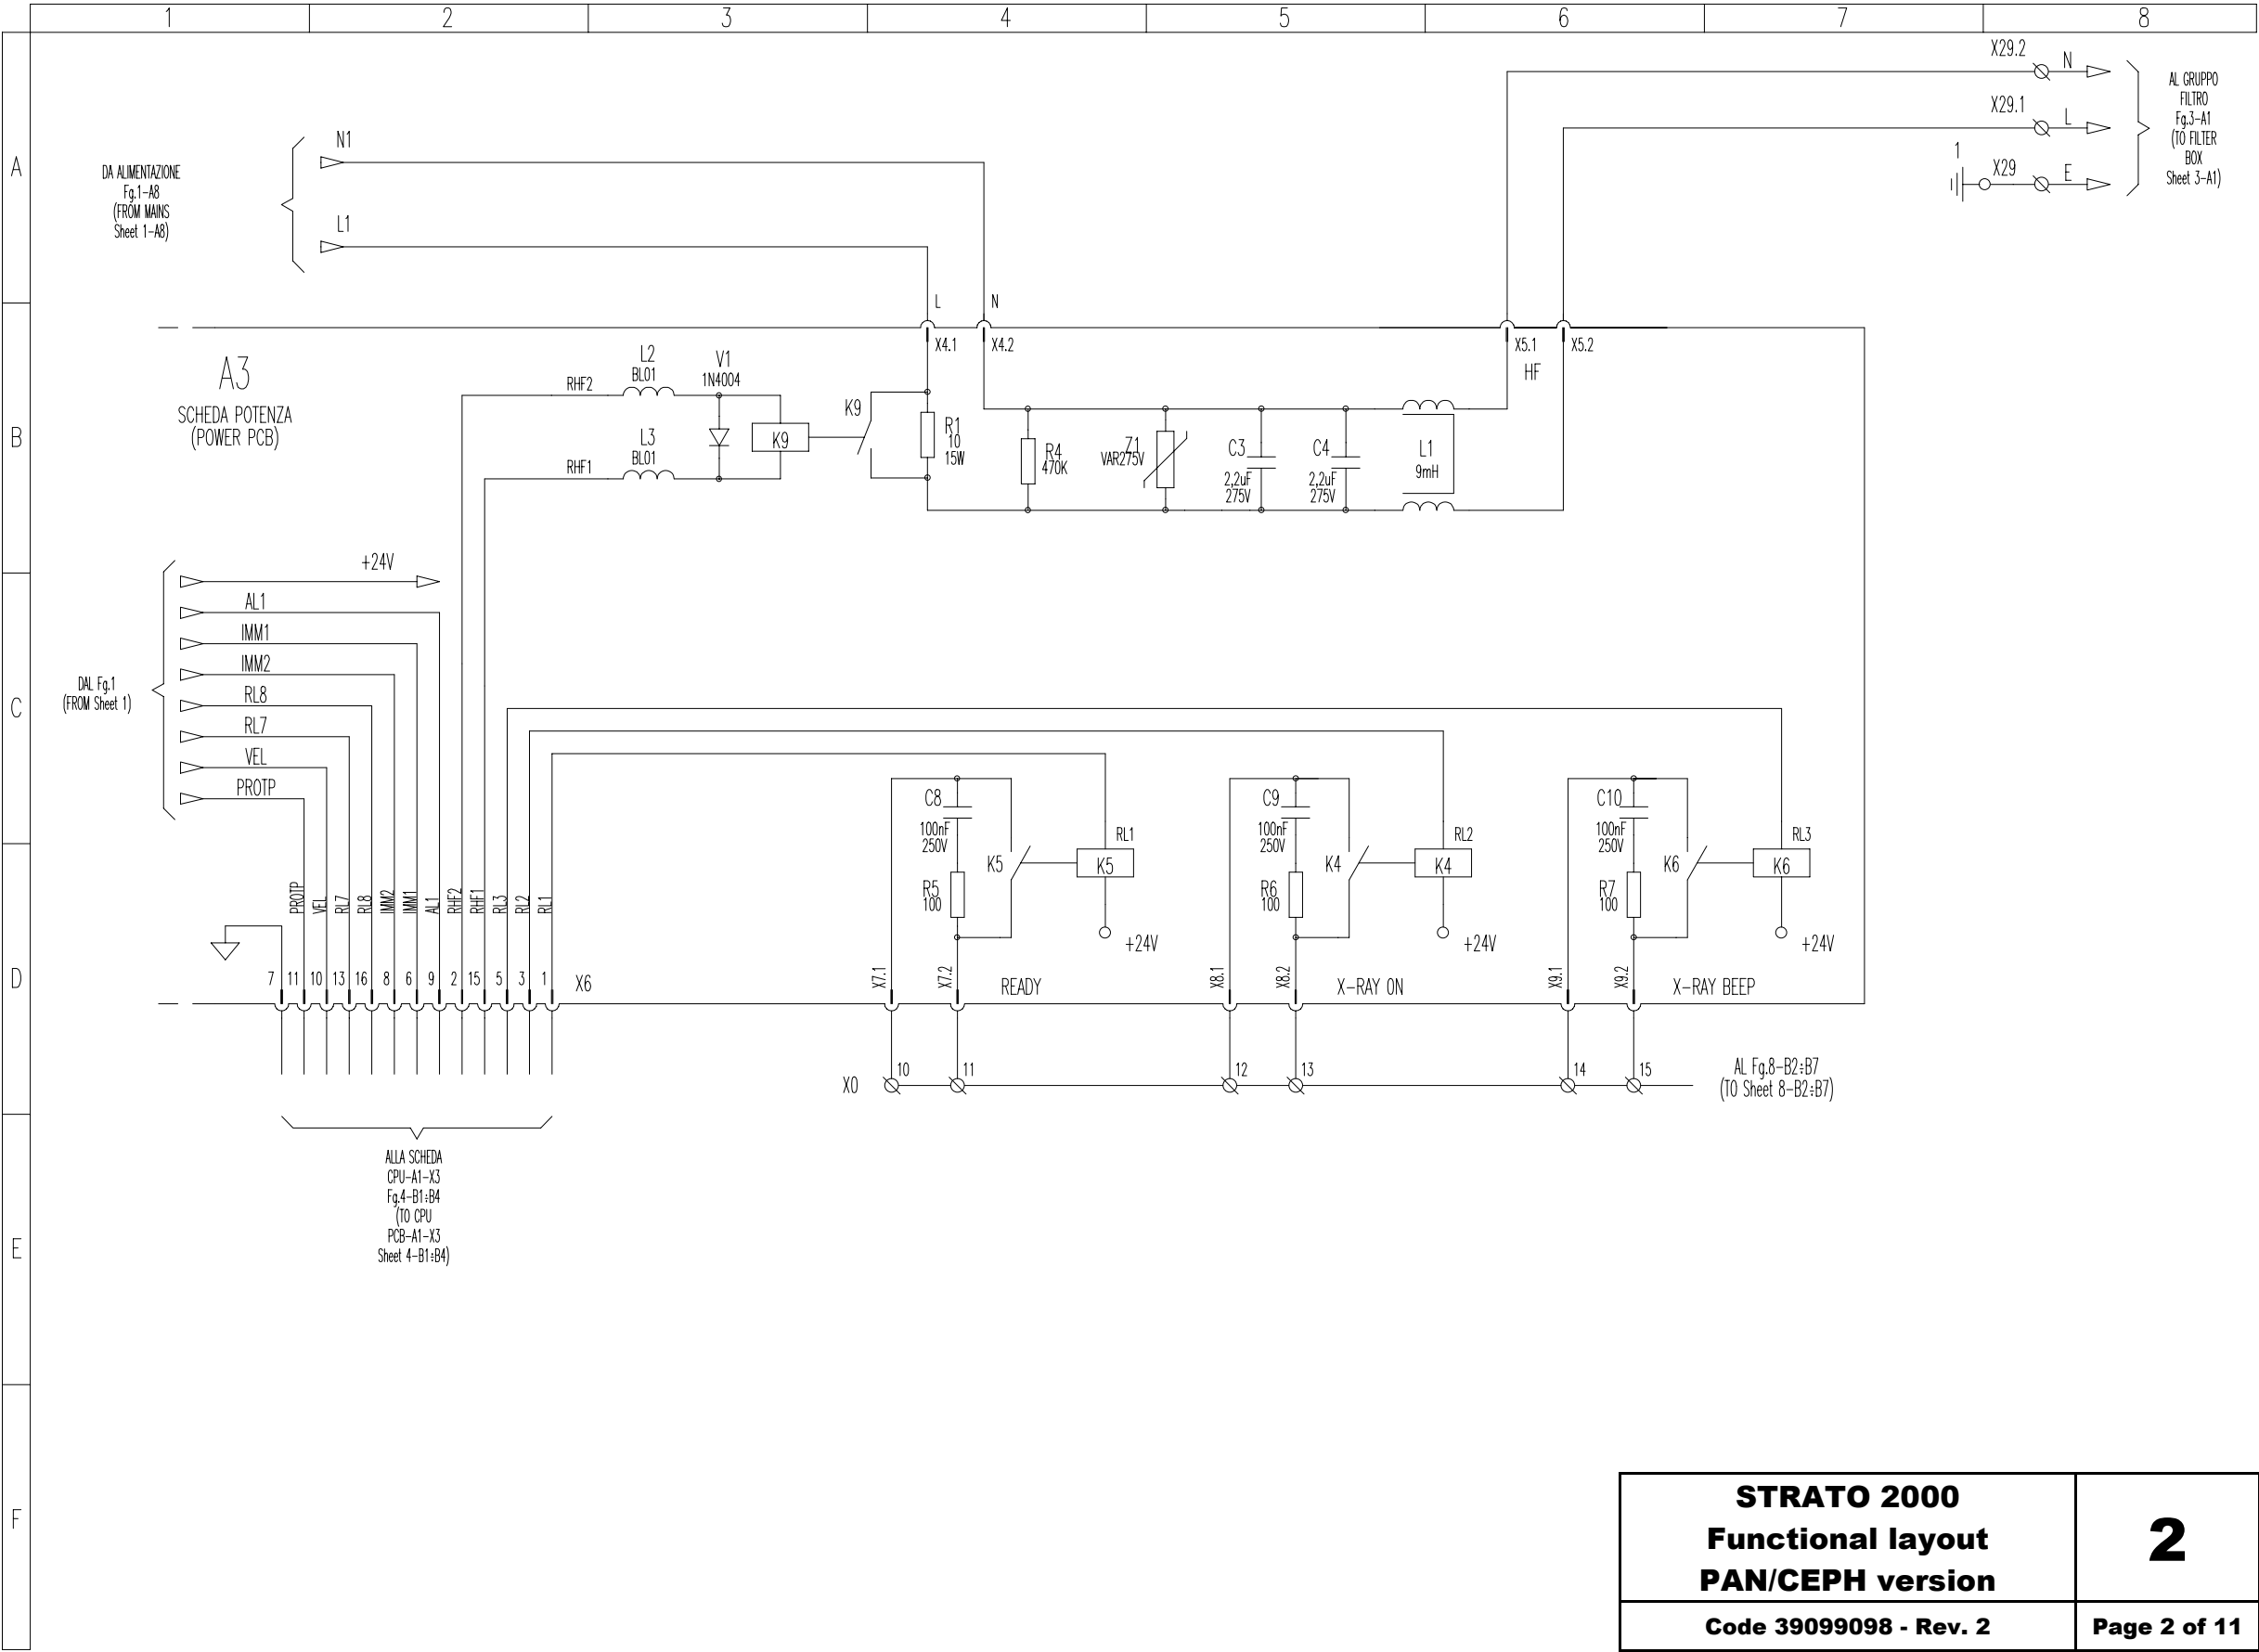 1 2 3 4 5 6 7 8
A
B
C
D
E
F
X29.2
N
X29.1
L
1
X29
E
AL GRUPPO
FILTRO
Fg.3-A1
(TO FILTER
BOX
Sheet 3-A1)
DA ALIMENTAZIONE
Fg.1-A8
(FROM MAINS
Sheet 1-A8)
N1
L1
L
N
X4.1
X4.2
X5.1
X5.2
HF
A3
SCHEDA POTENZA
(POWER PCB)
RHF2
L2
BL01
V1
1N4004
RHF1
L3
BL01
K9
K9
R1
10
15W
R4
470K
Z1
VAR275V
C3
2,2uF
275V
C4
2,2uF
275V
L1
9mH
DAL Fg.1
(FROM Sheet 1)
+24V
AL1
IMM1
IMM2
RL8
RL7
VEL
PROTP
C8
100nF
250V
R5
100
K5
K5
RL1
+24V
C9
100nF
250V
R6
100
K4
K4
RL2
+24V
C10
100nF
250V
R7
100
K6
K6
RL3
+24V
PROTP
VEL
RL7
RL8
IMM2
IMM1
AL1
RHF2
RHF1
RL3
RL2
RL1
7 11 10 13 16 8 6 9 2 15 5 3 1
X6
X7.1
X7.2
READY
X8.1
X8.2
X-RAY ON
X9.1
X9.2
X-RAY BEEP
X0
10
11
12
13
14
15
AL Fg.8-B2÷B7
(TO Sheet 8-B2÷B7)
ALLA SCHEDA
CPU-A1-X3
Fg.4-B1÷B4
(TO CPU
PCB-A1-X3
Sheet 4-B1÷B4)
STRATO 2000
Functional layout
PAN/CEPH version
2
Code 39099098 - Rev. 2
Page 2 of 11